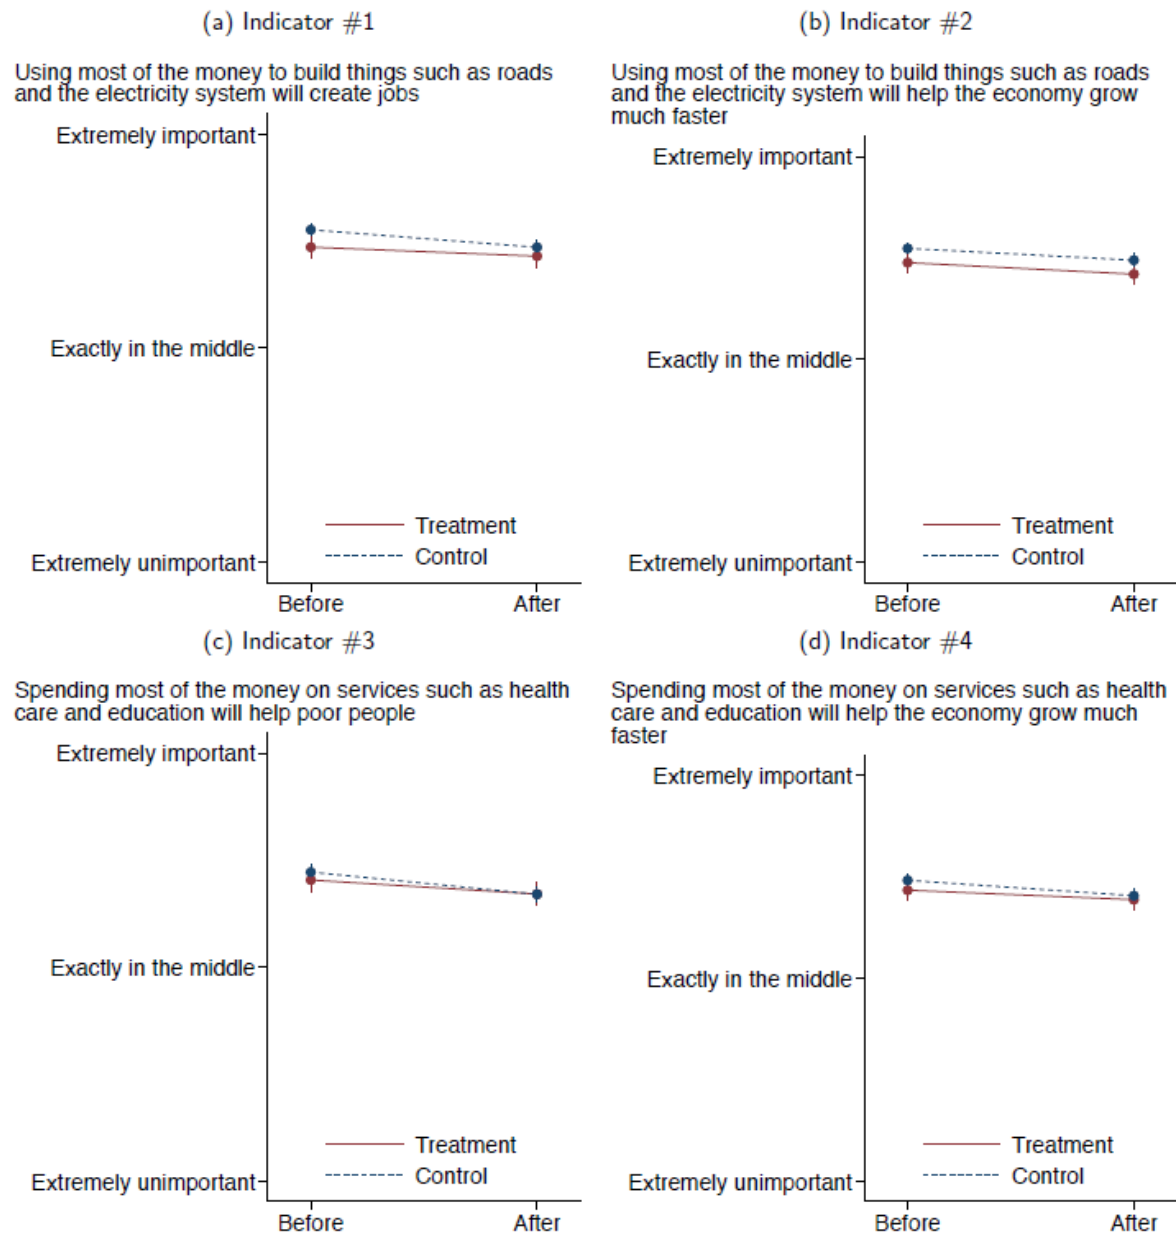 (a) Indicator #1
Using most of the money to build things such as roads
and the electricity system will create jobs
Extremely important
Exactly in the middle
Extremely unimportant
Treatment
Control
Before
After
(b) Indicator #2
Using most of the money to build things such as roads
and the electricity system will help the economy grow
much faster
Extremely important
Exactly in the middle
Extremely unimportant
Treatment
Control
Before
After
(c) Indicator #3
Spending most of the money on services such as health
care and education will help poor people
Extremely important
Exactly in the middle
Extremely unimportant
Treatment
Control
Before
After
(d) Indicator #4
Spending most of the money on services such as health
care and education will help the economy grow much
faster
Extremely important
Exactly in the middle
Extremely unimportant
Treatment
Control
Before
After